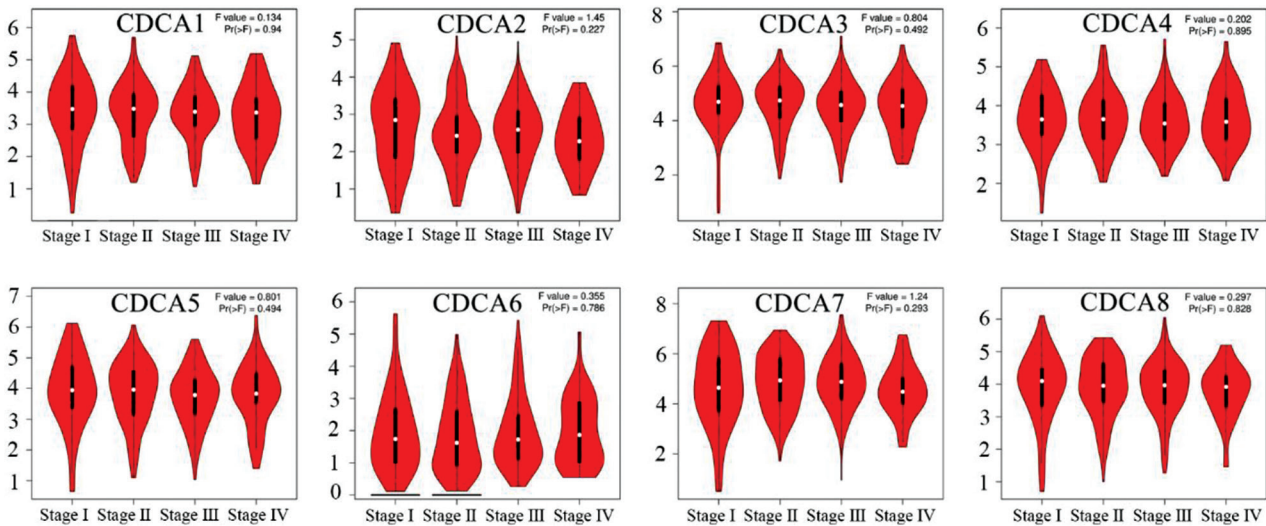 CDCA1
F value = 0.134
Pr(>F) = 0.94
6
5
4
3
2
1
Stage I Stage II Stage III Stage IV
CDCA2
F value = 1.45
Pr(>F) = 0.227
5
4
3
2
1
Stage I Stage II Stage III Stage IV
CDCA3
F value = 0.804
Pr(>F) = 0.492
8
6
4
2
Stage I Stage II Stage III Stage IV
CDCA4
F value = 0.202
Pr(>F) = 0.895
6
5
4
3
2
Stage I Stage II Stage III Stage IV
CDCA5
F value = 0.801
Pr(>F) = 0.494
7
6
5
4
3
2
1
Stage I Stage II Stage III Stage IV
CDCA6
F value = 0.355
Pr(>F) = 0.786
6
5
4
3
2
1
0
Stage I Stage II Stage III Stage IV
CDCA7
F value = 1.24
Pr(>F) = 0.293
8
6
4
2
Stage I Stage II Stage III Stage IV
CDCA8
F value = 0.297
Pr(>F) = 0.828
6
5
4
3
2
1
Stage I Stage II Stage III Stage IV